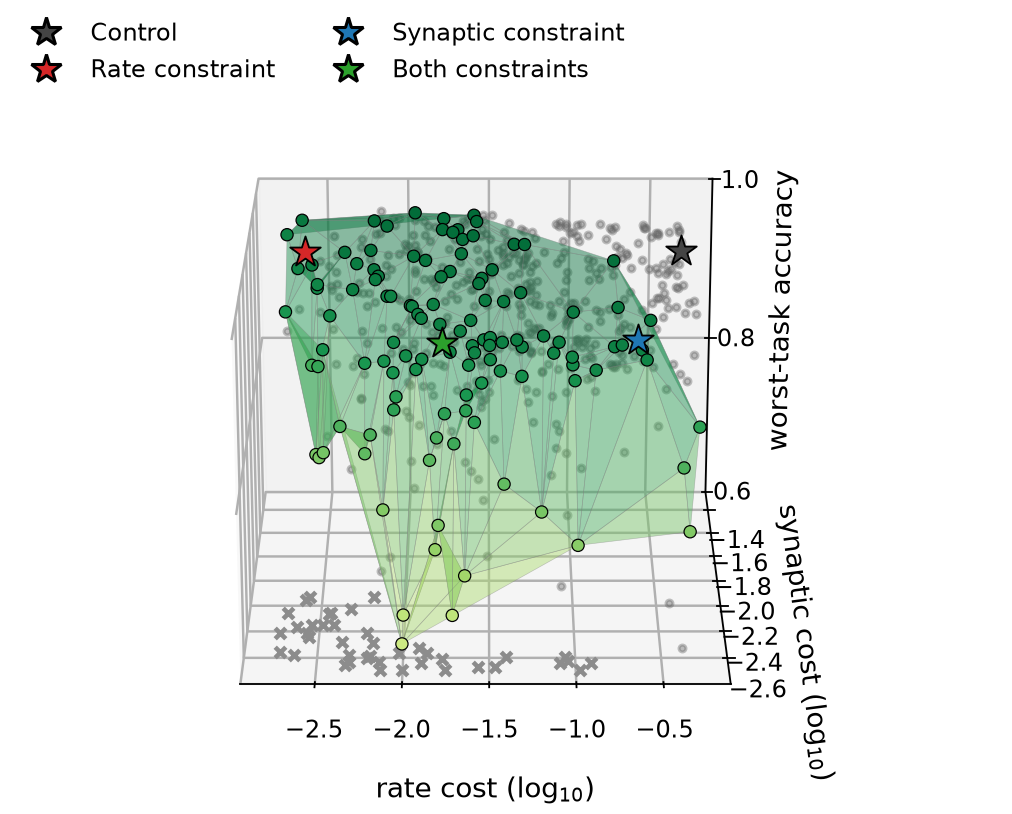 Control
Synaptic constraint
Rate constraint
Both constraints
1.0
0.8
0.6
worst-task accuracy
−1.4
−1.6
−1.8
−2.0
−2.2
−2.4
−2.6
synaptic cost (log₁₀)
−2.5 −2.0 −1.5 −1.0 −0.5
rate cost (log₁₀)